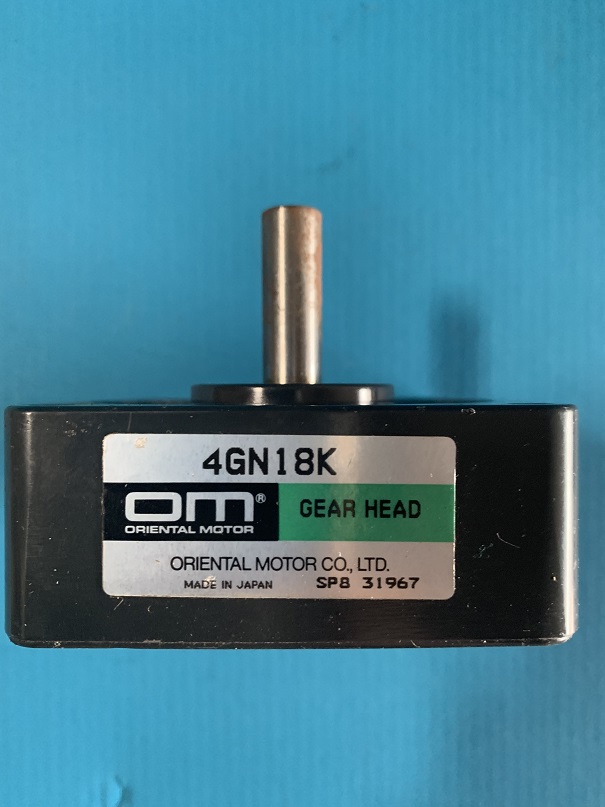 4GN18K
OM®
ORIENTAL MOTOR
GEAR HEAD
ORIENTAL MOTOR CO., LTD.
MADE IN JAPAN SP8 31967